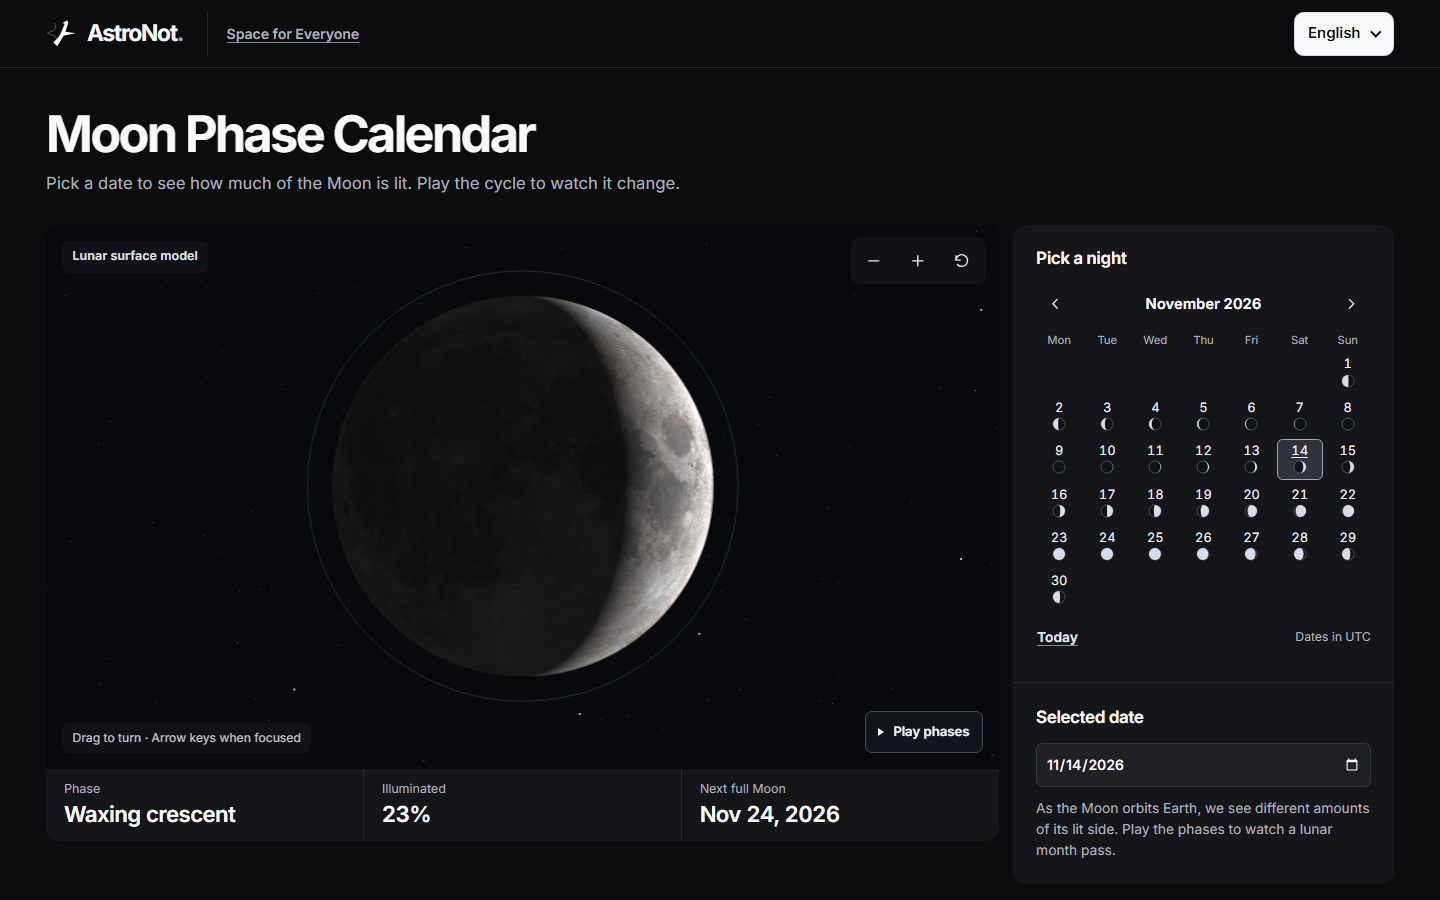 AstroNot.
Space for Everyone
English
Moon Phase Calendar
Pick a date to see how much of the Moon is lit. Play the cycle to watch it change.
Lunar surface model
Drag to turn · Arrow keys when focused
Play phases
Phase
Waxing crescent
Illuminated
23%
Next full Moon
Nov 24, 2026
Pick a night
November 2026
Mon Tue Wed Thu Fri Sat Sun
1
2 3 4 5 6 7 8
9 10 11 12 13 14 15
16 17 18 19 20 21 22
23 24 25 26 27 28 29
30
Today
Dates in UTC
Selected date
11/14/2026
As the Moon orbits Earth, we see different amounts
of its lit side. Play the phases to watch a lunar
month pass.